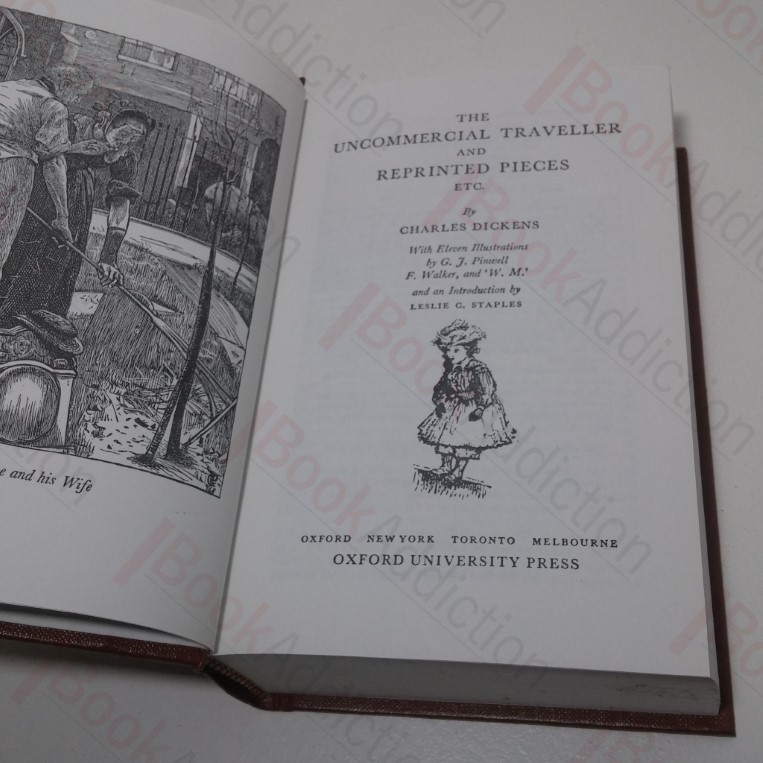 e and his Wife
THE
UNCOMMERCIAL TRAVELLER
AND
REPRINTED PIECES
ETC.
By
CHARLES DICKENS
With Eleven Illustrations
by G. J. Pinwell
F. Walker, and 'W. M.'
and an Introduction by
LESLIE C. STAPLES
OXFORD NEW YORK TORONTO MELBOURNE
OXFORD UNIVERSITY PRESS
BookAddiction